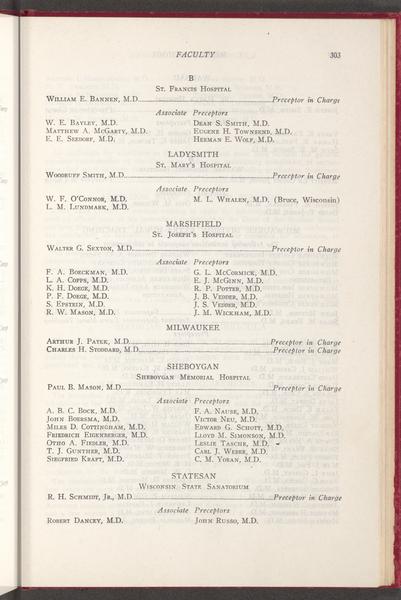 FACULTY 303
B
St. Francis Hospital
William E. Bannen, M.D. Preceptor in Charge
Associate Preceptors
W. E. Bayley, M.D. Dean S. Smith, M.D.
Matthew A. McGarty, M.D. Eugene H. Townsend, M.D.
E. E. Seedorf, M.D. Herman E. Wolf, M.D.
LADYSMITH
St. Mary's Hospital
Woodruff Smith, M.D. Preceptor in Charge
Associate Preceptors
W. F. O'Connor, M.D. M. L. Whalen, M.D. (Bruce, Wisconsin)
L. M. Lundmark, M.D.
MARSHFIELD
St. Joseph's Hospital
Walter G. Sexton, M.D. Preceptor in Charge
Associate Preceptors
F. A. Boeckman, M.D. G. L. McCormick, M.D.
L. A. Copps, M.D. E. J. McGinn, M.D.
K. H. Doege, M.D. R. P. Potter, M.D.
P. F. Doege, M.D. J. B. Vedder, M.D.
S. Epstein, M.D. J. S. Vedder, M.D.
R. W. Mason, M.D. J. M. Wickham, M.D.
MILWAUKEE
Arthur J. Patek, M.D. Preceptor in Charge
Charles H. Stoddard, M.D. Preceptor in Charge
SHEBOYGAN
Sheboygan Memorial Hospital
Paul B. Mason, M.D. Preceptor in Charge
Associate Preceptors
A. B. C. Bock, M.D. F. A. Nause, M.D.
John Boersma, M.D. Victor Neu, M.D.
Miles D. Cottingham, M.D. Edward G. Schott, M.D.
Friedrich Eigenberger, M.D. Lloyd M. Simonson, M.D.
Otho A. Fiedler, M.D. Leslie Tasche, M.D.
T. J. Gunther, M.D. Carl J. Weber, M.D.
Siegfried Kraft, M.D. C. M. Yoran, M.D.
STATESAN
Wisconsin State Sanatorium
R. H. Schmidt, Jr., M.D. Preceptor in Charge
Associate Preceptors
Robert Dancey, M.D. John Russo, M.D.